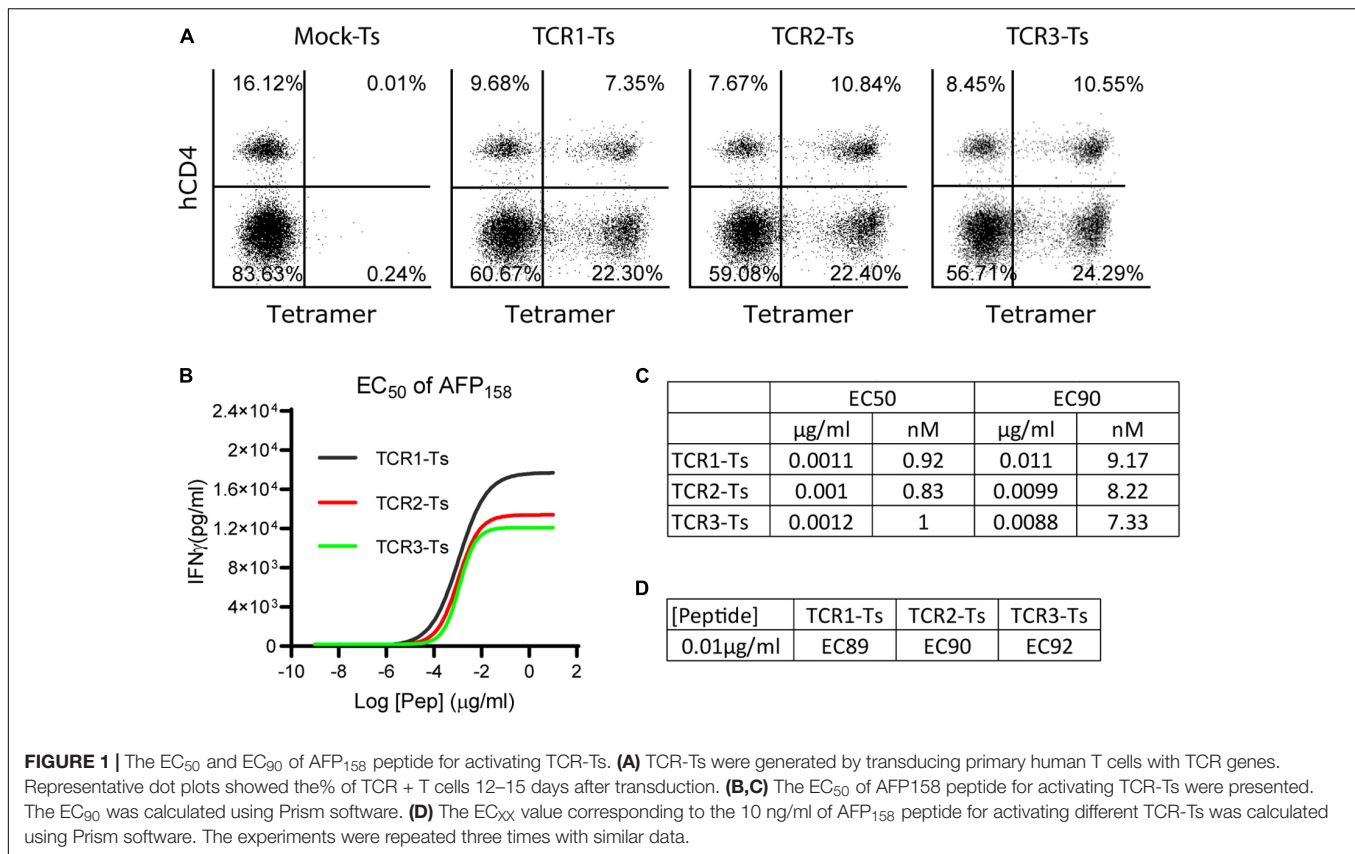 A
Mock-Ts TCR1-Ts TCR2-Ts TCR3-Ts
16.12% 0.01% 9.68% 7.35% 7.67% 10.84% 8.45% 10.55%
hCD4
83.63% 0.24% 60.67% 22.30% 59.08% 22.40% 56.71% 24.29%
Tetramer Tetramer Tetramer Tetramer
B
EC50 of AFP158
IFNγ(pg/ml)
2.4×10⁴
2×10⁴
1.6×10⁴
1.2×10⁴
8×10³
4×10³
0
TCR1-Ts
TCR2-Ts
TCR3-Ts
-10 -8 -6 -4 -2 0 2
Log [Pep] (μg/ml)
C
EC50 EC90
μg/ml nM μg/ml nM
TCR1-Ts 0.0011 0.92 0.011 9.17
TCR2-Ts 0.001 0.83 0.0099 8.22
TCR3-Ts 0.0012 1 0.0088 7.33
D
[Peptide] TCR1-Ts TCR2-Ts TCR3-Ts
0.01μg/ml EC89 EC90 EC92
FIGURE 1 | The EC50 and EC90 of AFP158 peptide for activating TCR-Ts. (A) TCR-Ts were generated by transducing primary human T cells with TCR genes.
Representative dot plots showed the% of TCR + T cells 12–15 days after transduction. (B,C) The EC50 of AFP158 peptide for activating TCR-Ts were presented.
The EC90 was calculated using Prism software. (D) The ECXX value corresponding to the 10 ng/ml of AFP158 peptide for activating different TCR-Ts was calculated
using Prism software. The experiments were repeated three times with similar data.